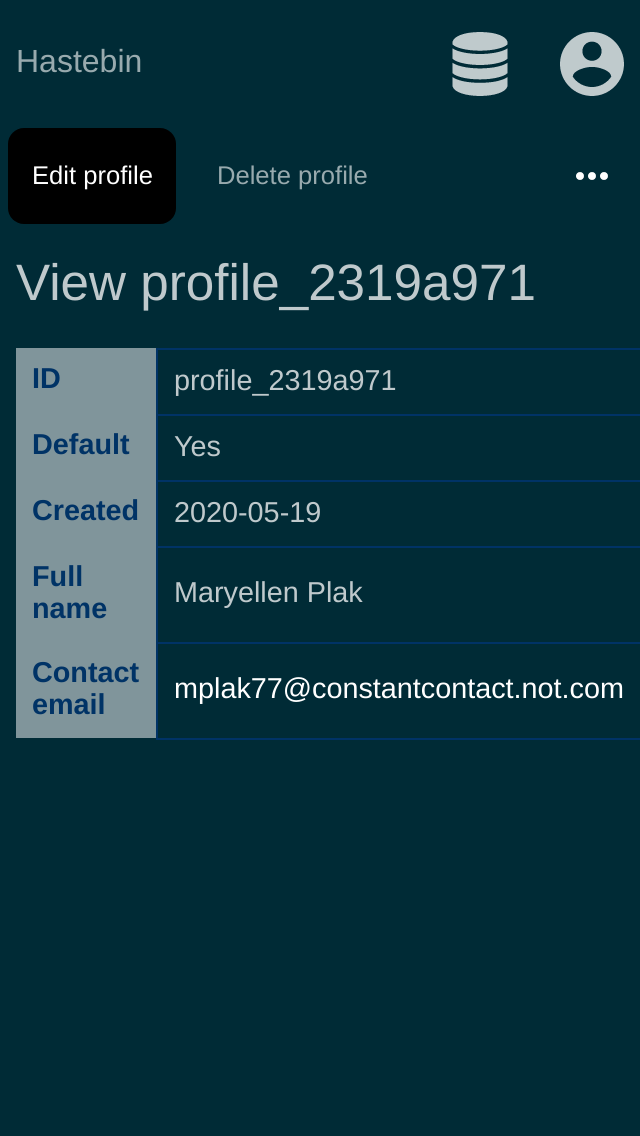 Hastebin
Edit profile
Delete profile
View profile_2319a971
ID
profile_2319a971
Default
Yes
Created
2020-05-19
Full
name
Maryellen Plak
Contact
email
mplak77@constantcontact.not.com